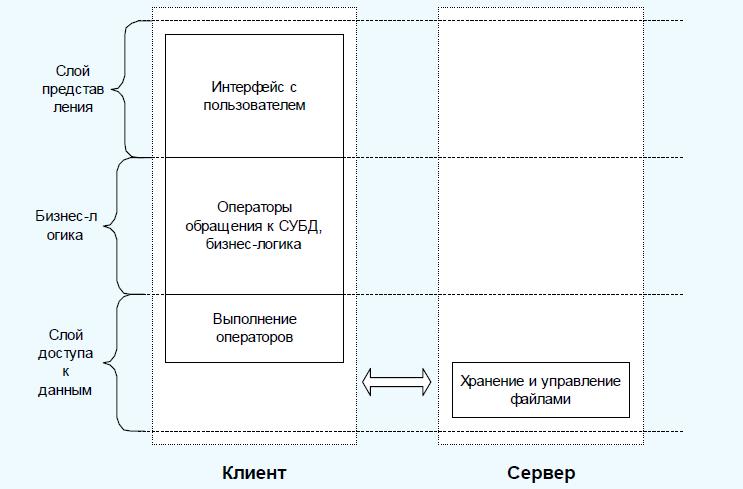 Слой
представ
ления
Интерфейс с
пользователем
Бизнес-л
огика
Операторы
обращения к СУБД,
бизнес-логика
Слой
доступа
к
данным
Выполнение
операторов
Хранение и управление
файлами
Клиент
Сервер